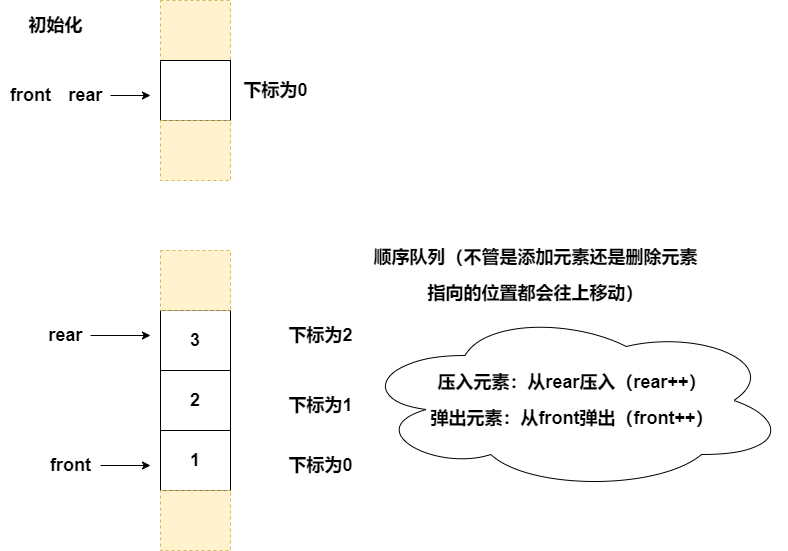 初始化
front rear
下标为0
顺序队列（不管是添加元素还是删除元素
指向的位置都会往上移动）
rear
3
下标为2
压入元素：从rear压入（rear++）
2
下标为1
弹出元素：从front弹出（front++）
front
1
下标为0